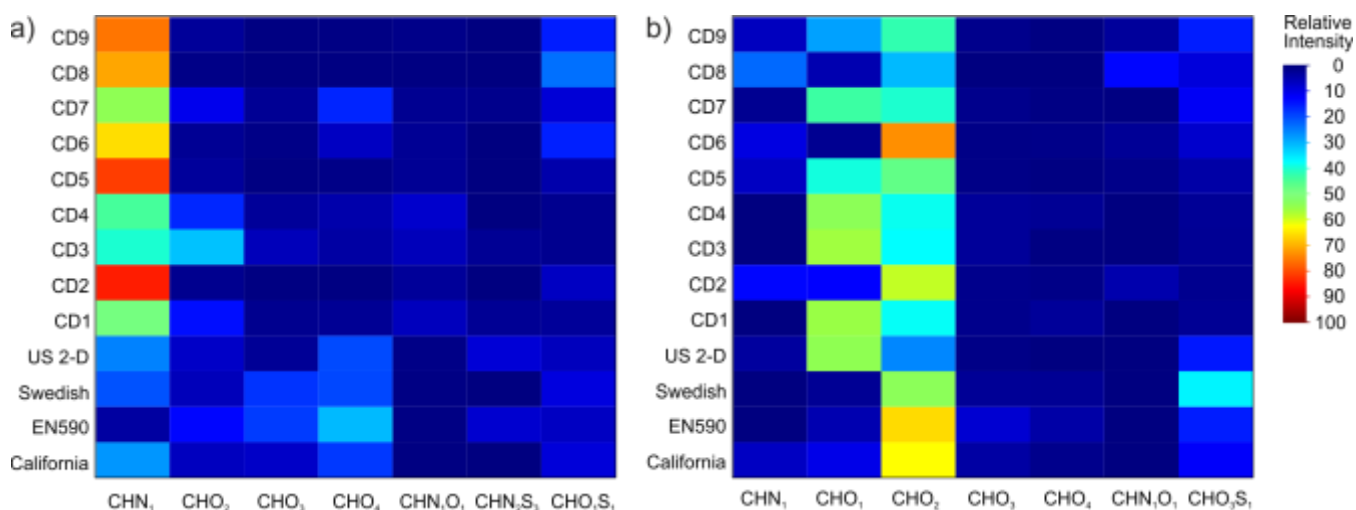 a)
CD9
CD8
CD7
CD6
CD5
CD4
CD3
CD2
CD1
US 2-D
Swedish
EN590
California
CHN₁ CHO₂ CHO₃ CHO₄ CHN₁O₁ CHN₂S₃ CHO₃S₁
b)
CD9
CD8
CD7
CD6
CD5
CD4
CD3
CD2
CD1
US 2-D
Swedish
EN590
California
CHN₁ CHO₁ CHO₂ CHO₃ CHO₄ CHN₁O₁ CHO₃S₁
Relative
Intensity
0
10
20
30
40
50
60
70
80
90
100